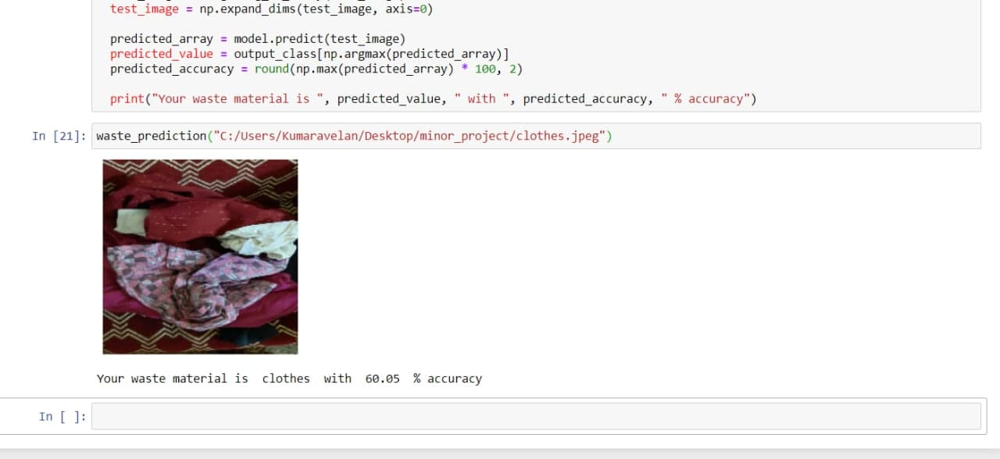 test_image = np.expand_dims(test_image, axis=0)
predicted_array = model.predict(test_image)
predicted_value = output_class[np.argmax(predicted_array)]
predicted_accuracy = round(np.max(predicted_array) * 100, 2)
print("Your waste material is ", predicted_value, " with ", predicted_accuracy, " % accuracy")
In [21]: waste_prediction("C:/Users/Kumaravelan/Desktop/minor_project/clothes.jpeg")
Your waste material is  clothes  with  60.05  % accuracy
In [ ]: